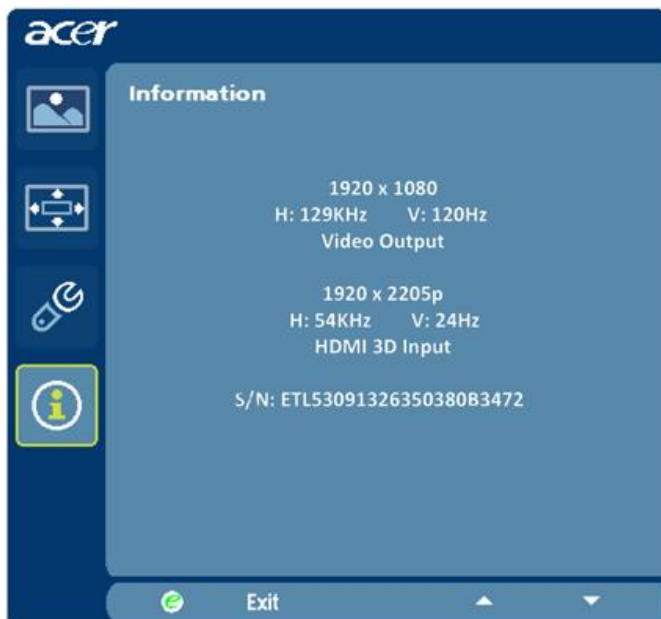 acer
Information
1920 x 1080
H: 129KHz V: 120Hz
Video Output
1920 x 2205p
H: 54KHz V: 24Hz
HDMI 3D Input
S/N: ETL53091326350380B3472
e Exit